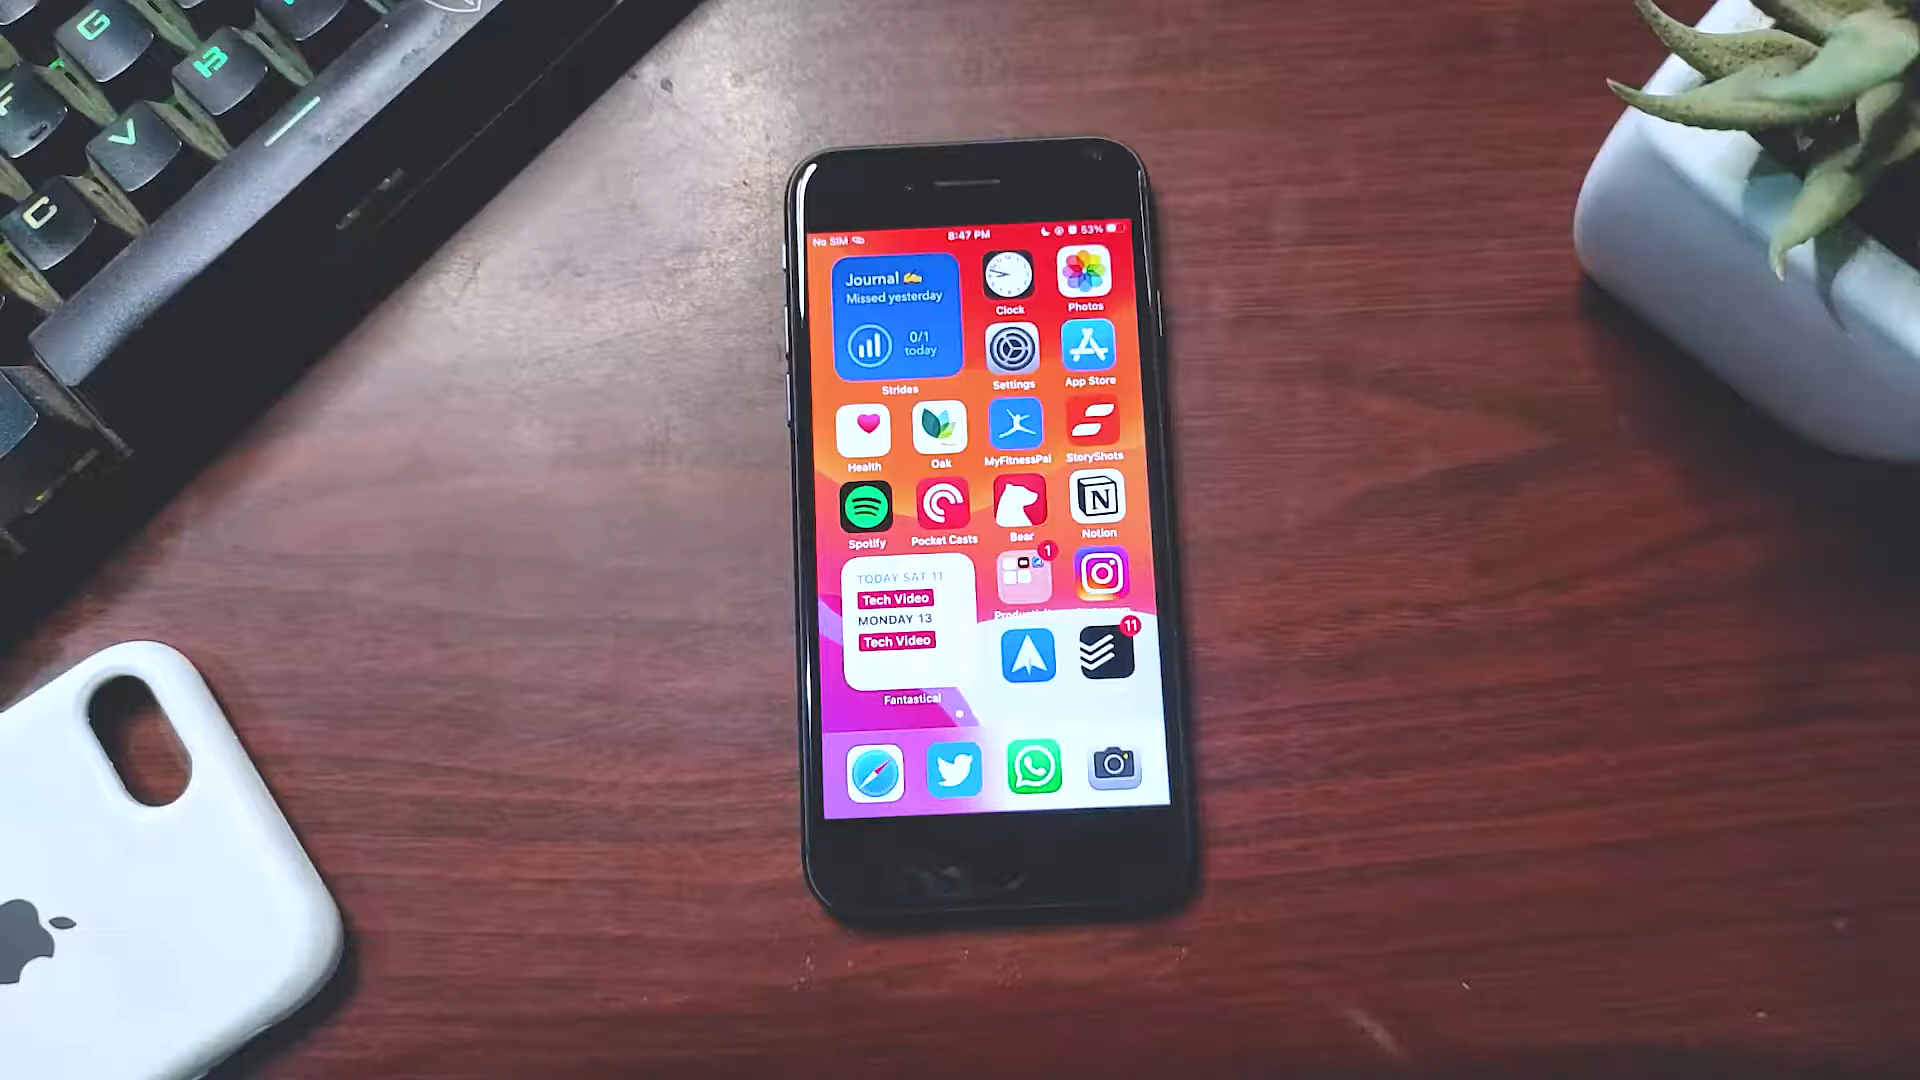 G
B
V
C
No SIM
8:47 PM
53%
Journal ✍️
Missed yesterday
0/1
today
Strides
Clock
Photos
Settings
App Store
Health
Oak
MyFitnessPal
StoryShots
Spotify
Pocket Casts
Bear
Notion
N
1
TODAY SAT 11
Tech Video
MONDAY 13
Tech Video
Fantastical
11